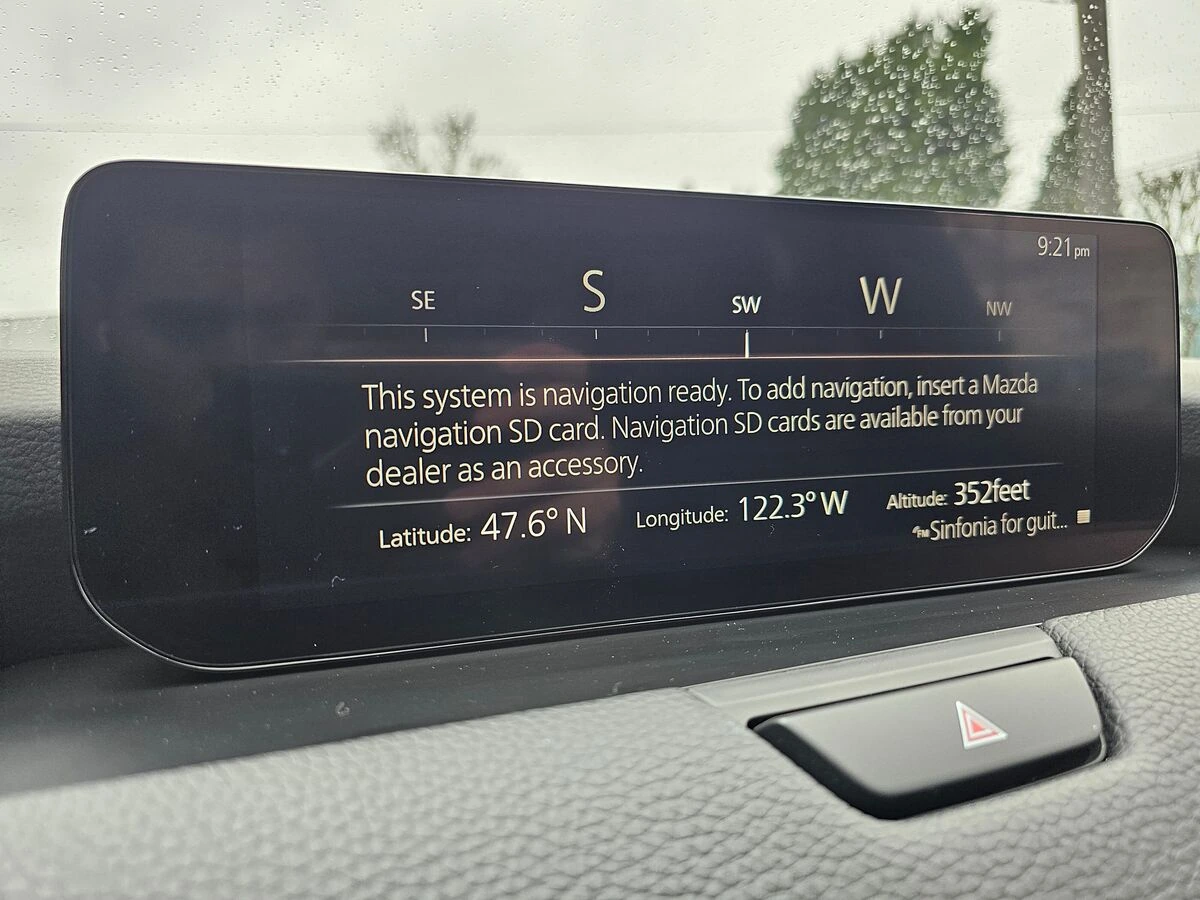 9:21 pm
SE S SW W NW
This system is navigation ready. To add navigation, insert a Mazda
navigation SD card. Navigation SD cards are available from your
dealer as an accessory.
Latitude: 47.6° N Longitude: 122.3° W Altitude: 352feet
FM Sinfonia for guit...